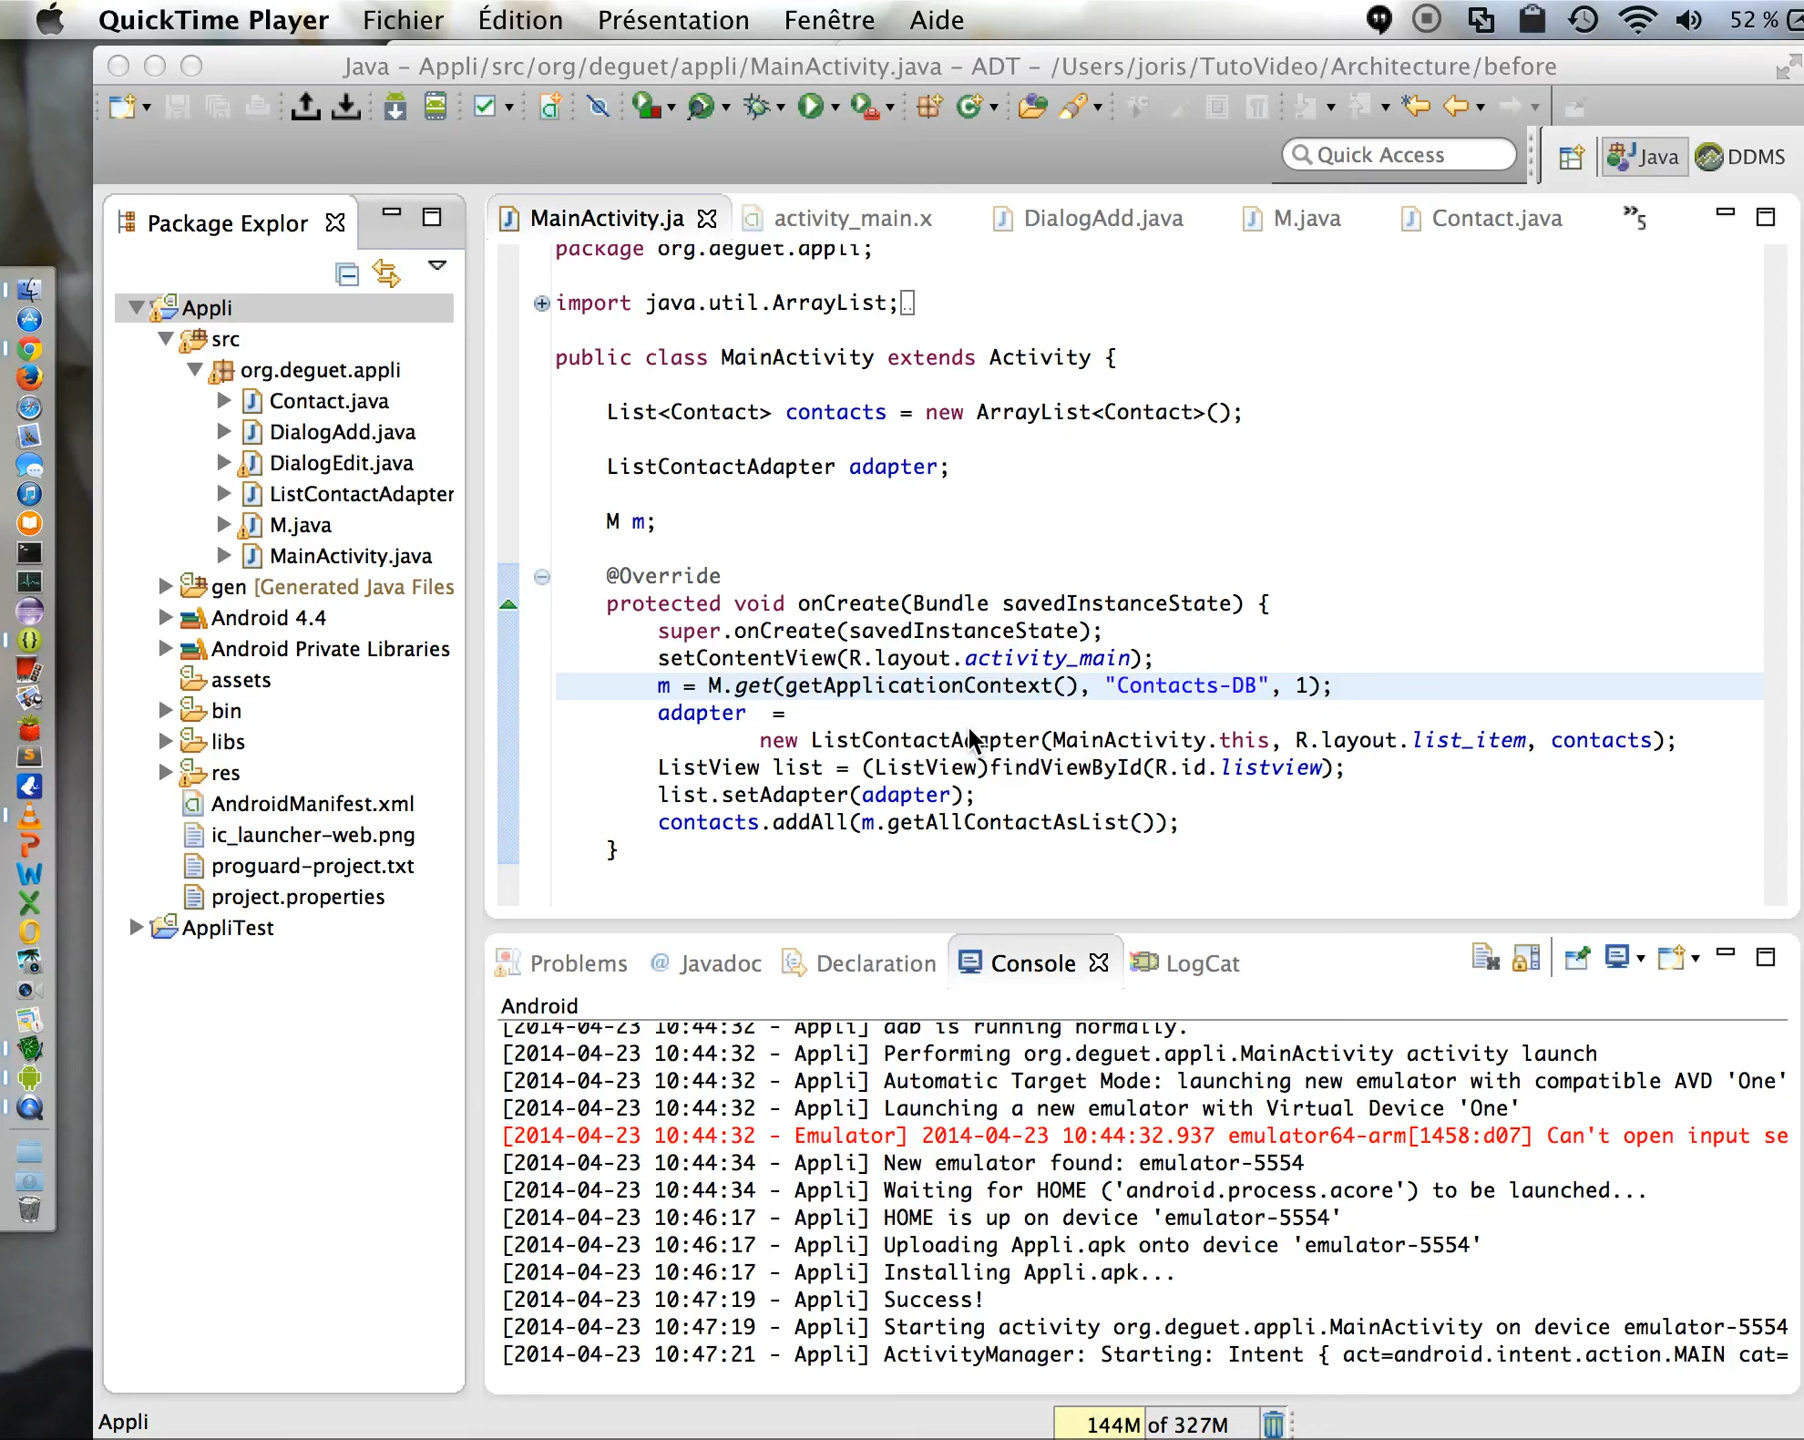 QuickTime Player Fichier Édition Présentation Fenêtre Aide 52 %
Java – Appli/src/org/deguet/appli/MainActivity.java – ADT – /Users/joris/TutoVideo/Architecture/before
Quick Access
Java
DDMS
Package Explor
Appli
src
org.deguet.appli
Contact.java
DialogAdd.java
DialogEdit.java
ListContactAdapter
M.java
MainActivity.java
gen [Generated Java Files
Android 4.4
Android Private Libraries
assets
bin
libs
res
AndroidManifest.xml
ic_launcher-web.png
proguard-project.txt
project.properties
AppliTest
MainActivity.ja activity_main.x DialogAdd.java M.java Contact.java »5
package org.deguet.appli;
import java.util.ArrayList;
public class MainActivity extends Activity {
List<Contact> contacts = new ArrayList<Contact>();
ListContactAdapter adapter;
M m;
@Override
protected void onCreate(Bundle savedInstanceState) {
super.onCreate(savedInstanceState);
setContentView(R.layout.activity_main);
m = M.get(getApplicationContext(), "Contacts-DB", 1);
adapter =
new ListContactAdapter(MainActivity.this, R.layout.list_item, contacts);
ListView list = (ListView)findViewById(R.id.listview);
list.setAdapter(adapter);
contacts.addAll(m.getAllContactAsList());
}
Problems @ Javadoc Declaration Console LogCat
Android
[2014-04-23 10:44:32 - Appli] adb is running normally.
[2014-04-23 10:44:32 - Appli] Performing org.deguet.appli.MainActivity activity launch
[2014-04-23 10:44:32 - Appli] Automatic Target Mode: launching new emulator with compatible AVD 'One'
[2014-04-23 10:44:32 - Appli] Launching a new emulator with Virtual Device 'One'
[2014-04-23 10:44:32 - Emulator] 2014-04-23 10:44:32.937 emulator64-arm[1458:d07] Can't open input se
[2014-04-23 10:44:34 - Appli] New emulator found: emulator-5554
[2014-04-23 10:44:34 - Appli] Waiting for HOME ('android.process.acore') to be launched...
[2014-04-23 10:46:17 - Appli] HOME is up on device 'emulator-5554'
[2014-04-23 10:46:17 - Appli] Uploading Appli.apk onto device 'emulator-5554'
[2014-04-23 10:46:17 - Appli] Installing Appli.apk...
[2014-04-23 10:47:19 - Appli] Success!
[2014-04-23 10:47:19 - Appli] Starting activity org.deguet.appli.MainActivity on device emulator-5554
[2014-04-23 10:47:21 - Appli] ActivityManager: Starting: Intent { act=android.intent.action.MAIN cat=
Appli
144M of 327M